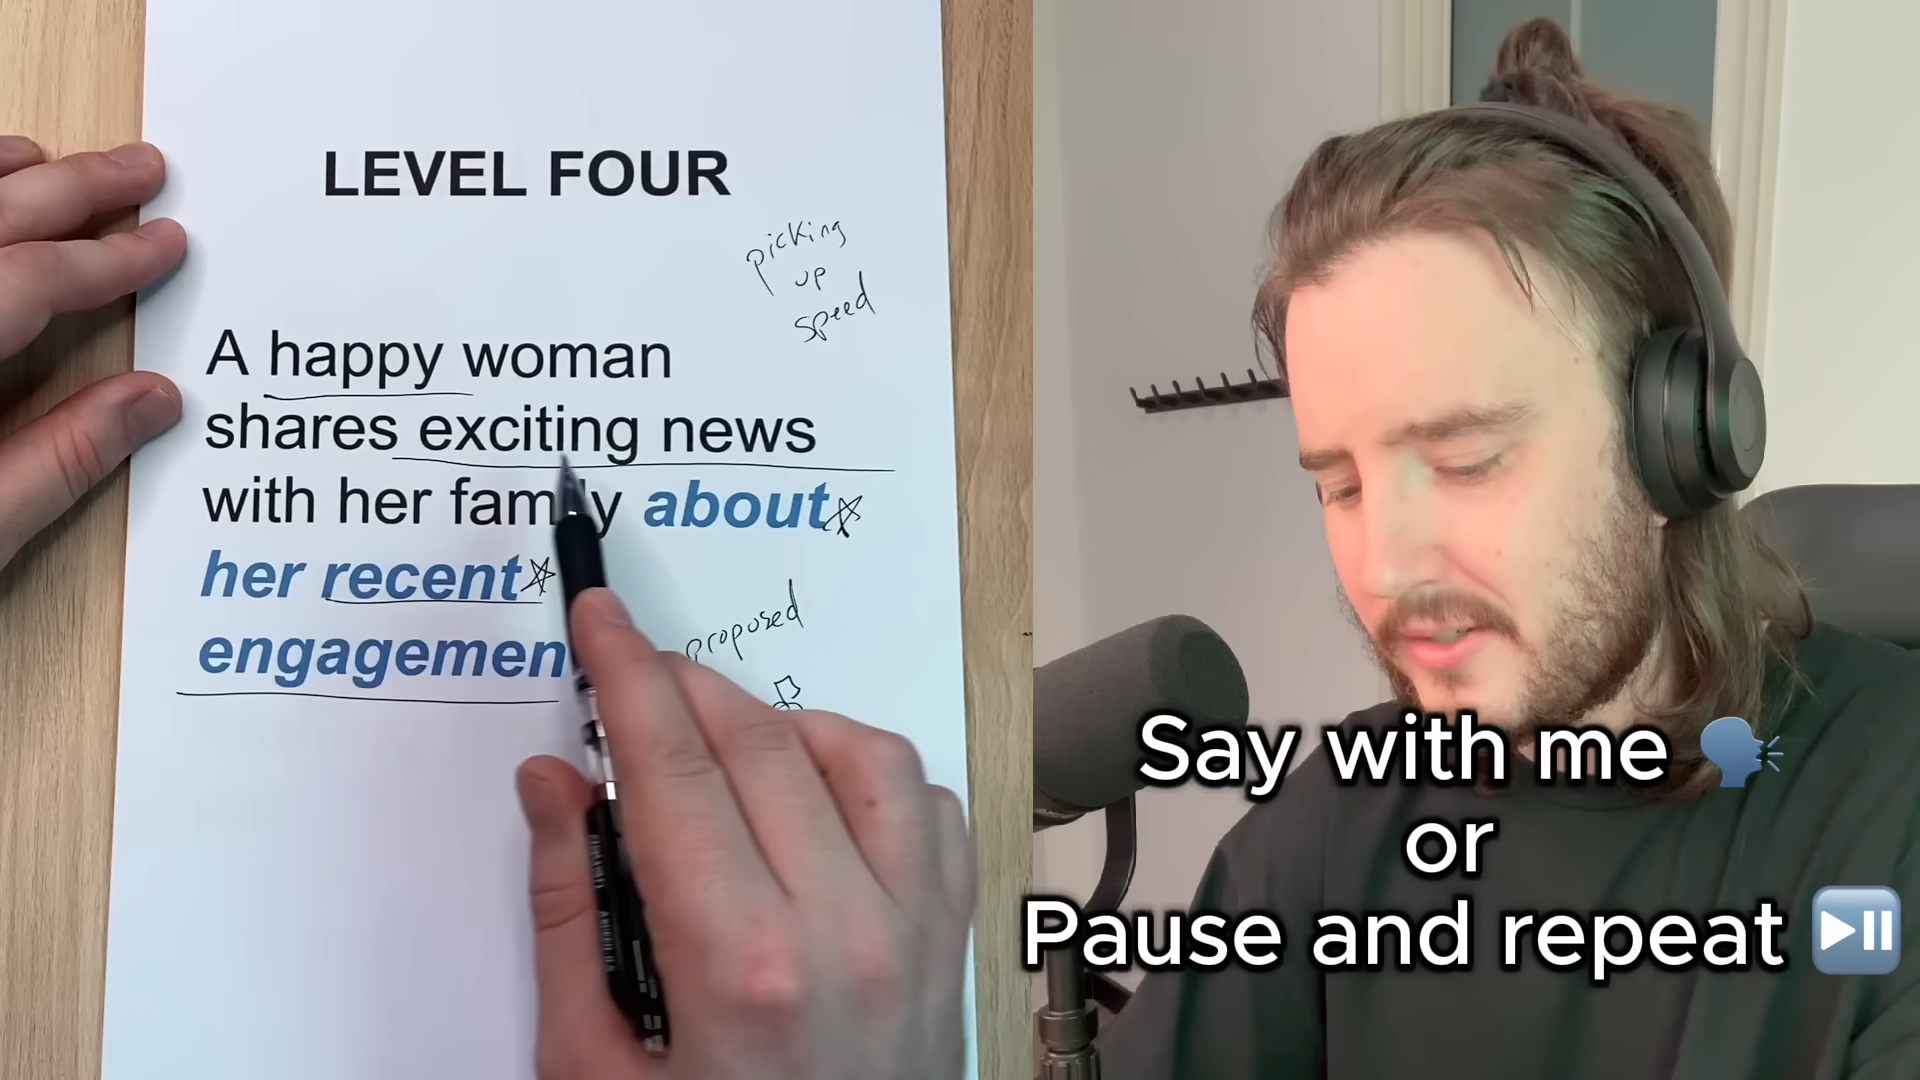 LEVEL FOUR
picking
up
speed
A happy woman
shares exciting news
with her family about
her recent
engagemen
proposed
Say with me
or
Pause and repeat